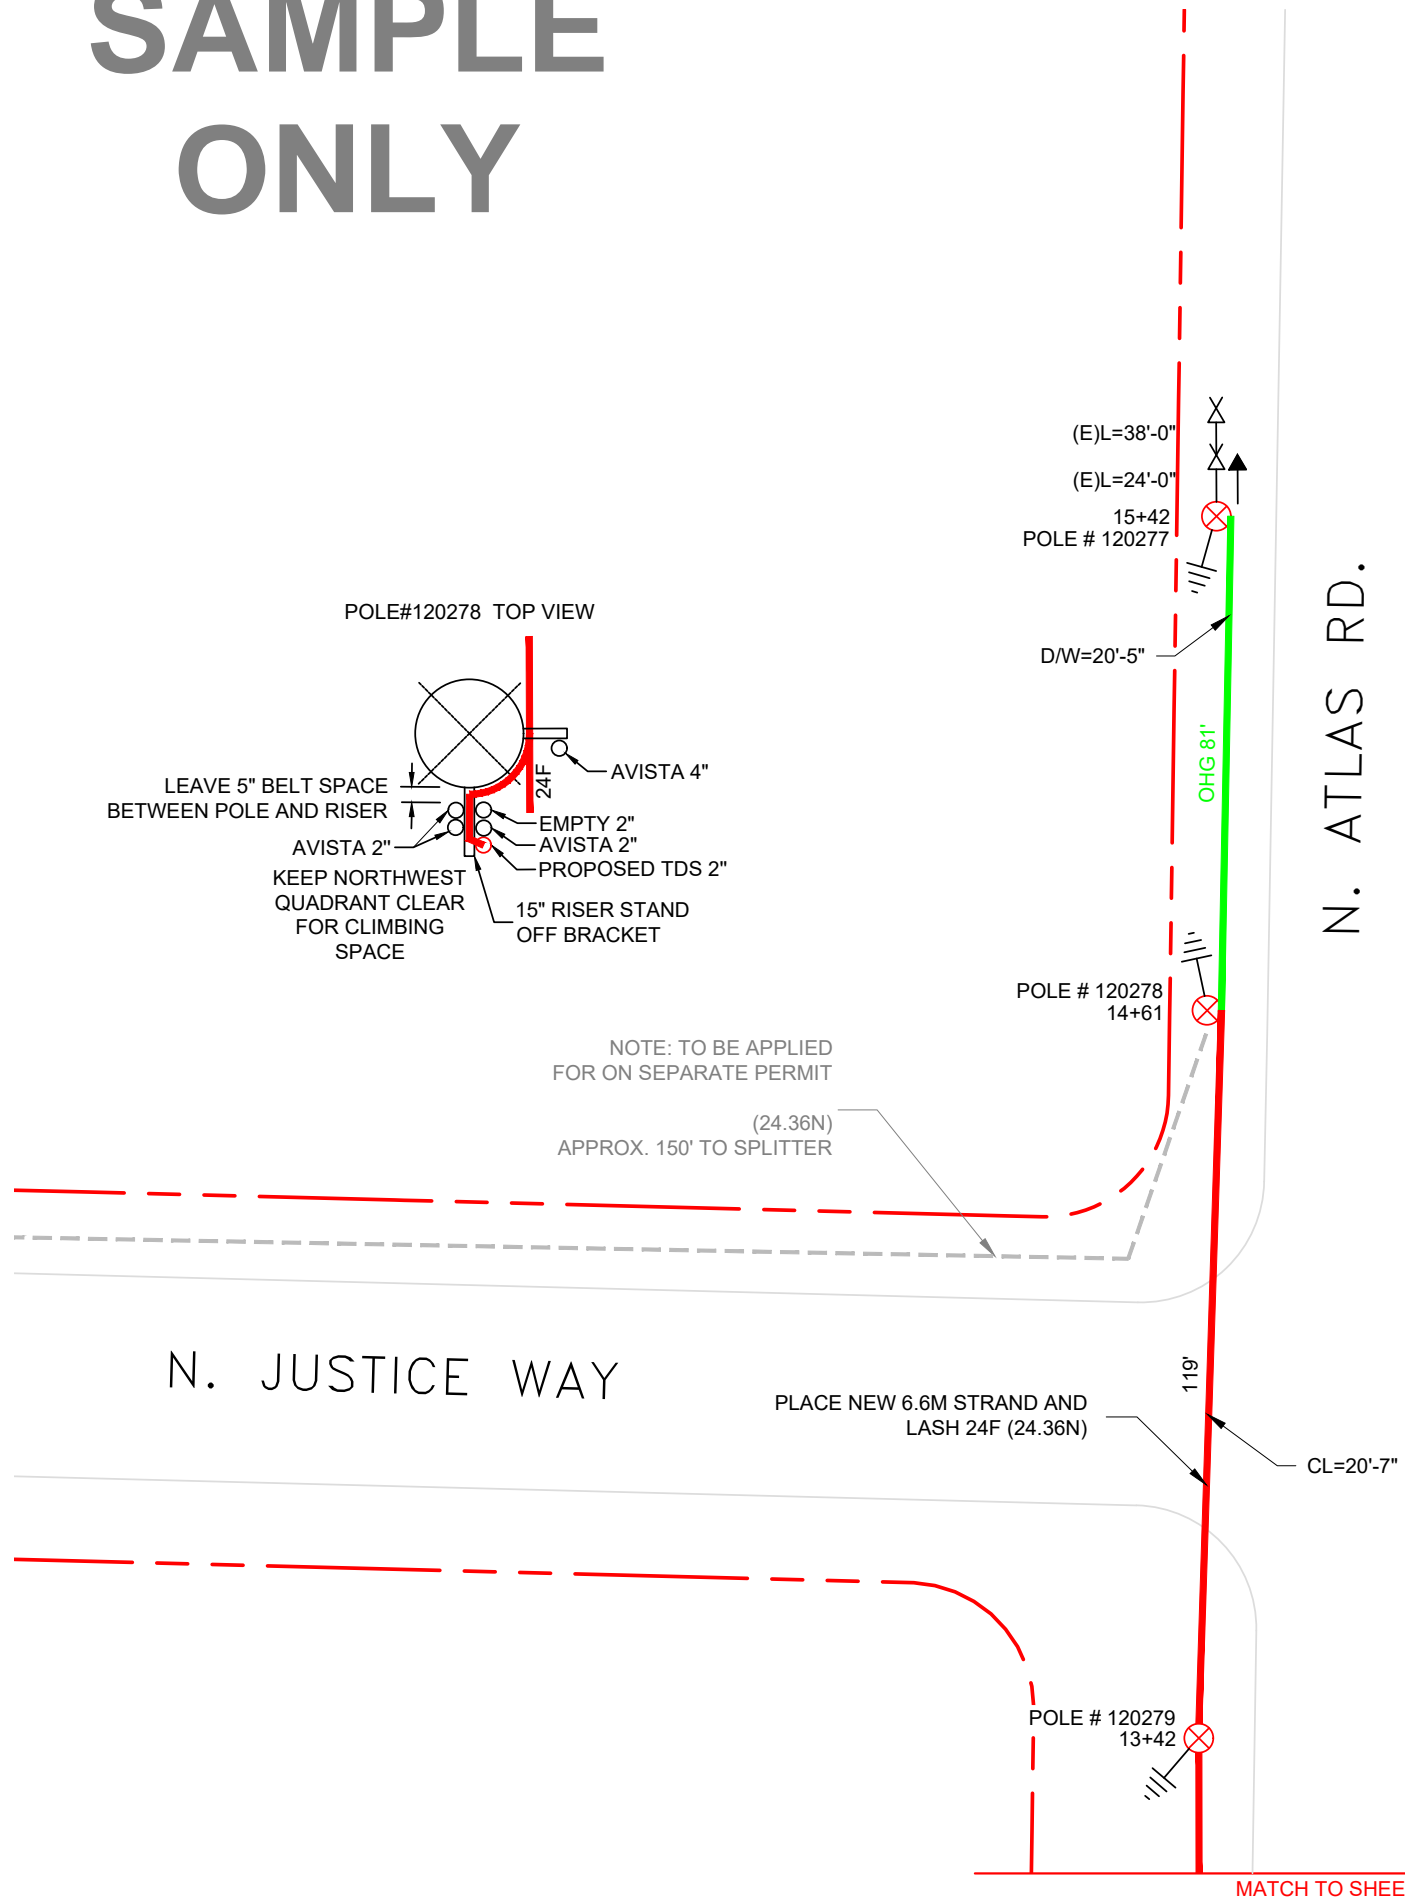 SAMPLE
ONLY
(E)L=38'-0"
(E)L=24'-0"
15+42
POLE # 120277
D/W=20'-5"
OHG 81'
N. ATLAS RD.
POLE#120278 TOP VIEW
24F
AVISTA 4"
LEAVE 5" BELT SPACE
BETWEEN POLE AND RISER
AVISTA 2"
EMPTY 2"
AVISTA 2"
PROPOSED TDS 2"
KEEP NORTHWEST
QUADRANT CLEAR
FOR CLIMBING
SPACE
15" RISER STAND
OFF BRACKET
POLE # 120278
14+61
NOTE: TO BE APPLIED
FOR ON SEPARATE PERMIT
(24.36N)
APPROX. 150' TO SPLITTER
N. JUSTICE WAY
119'
PLACE NEW 6.6M STRAND AND
LASH 24F (24.36N)
CL=20'-7"
POLE # 120279
13+42
MATCH TO SHEE